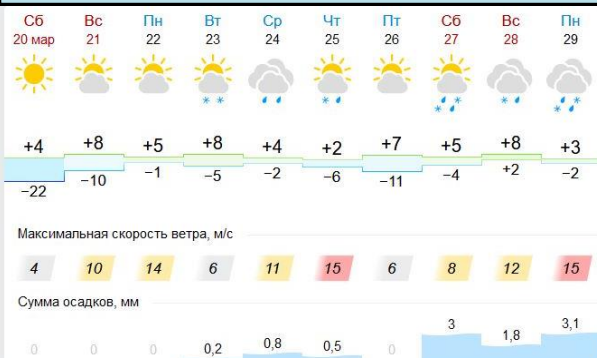 Сб Вс Пн Вт Ср Чт Пт Сб Вс Пн
20 мар 21 22 23 24 25 26 27 28 29
+4 +8 +5 +8 +4 +2 +7 +5 +8 +3
−22 −10 −1 −5 −2 −6 −11 −4 +2 −2
Максимальная скорость ветра, м/с
4 10 14 6 11 15 6 8 12 15
Сумма осадков, мм
0 0 0 0,2 0,8 0,5 0 3 1,8 3,1